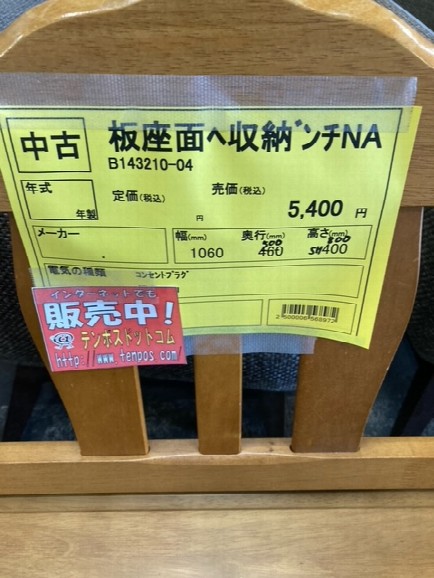 中古
板座面ﾍ収納ﾞﾝﾁNA
B143210-04
年式
年製
定価(税込)
円
売価(税込)
5,400 円
メーカー
幅(mm) 奥行(mm) 高さ(mm)
500 800
1060 460 SH400
電気の種類 ｺﾝｾﾝﾄﾌﾟﾗｸﾞ
インターネットでも
販売中!
テンポスドットコム
http://www.tenpos.com/